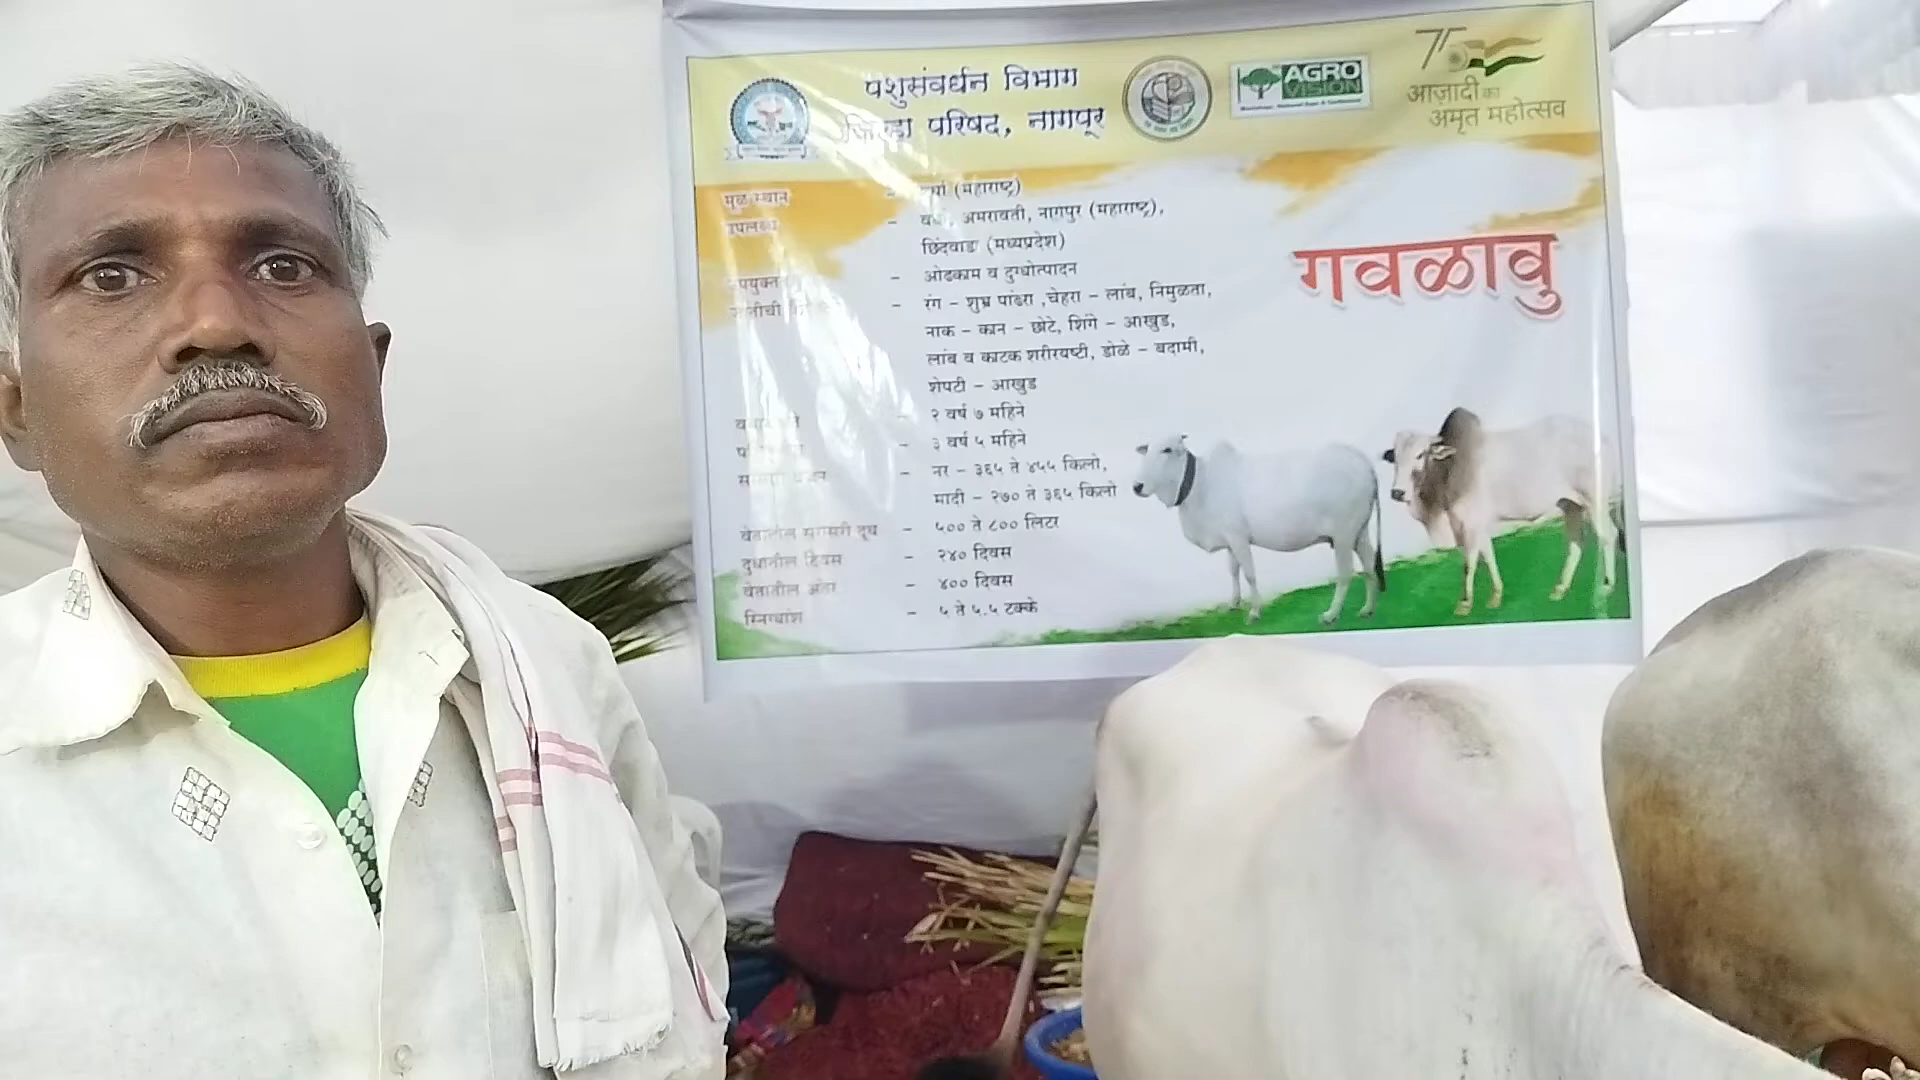 पशुसंवर्धन विभाग
जिल्हा परिषद, नागपूर
AGRO
VISION
75
आज़ादी का
अमृत महोत्सव
गवळावु
मूळ स्थान - (महाराष्ट्र)
उपलब्ध - वर्धा, अमरावती, नागपुर (महाराष्ट्र),
छिंदवाडा (मध्यप्रदेश)
- ओढकाम व दुग्धोत्पादन
- रंग – शुभ्र पांढरा ,चेहरा – लांब, निमुळता,
नाक – कान – छोटे, शिंगे – आखुड,
लांब व काटक शरीरयष्टी, डोळे – बदामी,
शेपटी – आखुड
- २ वर्ष ७ महिने
- ३ वर्ष ५ महिने
- नर – ३६५ ते ४५५ किलो,
मादी – २७० ते ३६५ किलो
वेतातील सरासरी दूध - ५०० ते ८०० लिटर
दुधातील दिवस - २४० दिवस
वेतातील अंतर - ४०० दिवस
स्निग्धांश - ५ ते ५.५ टक्के